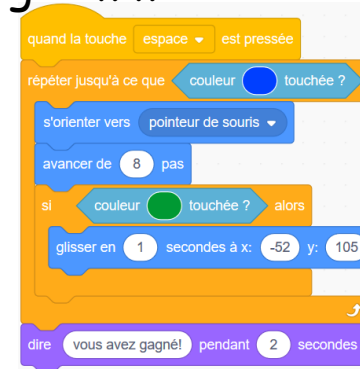 quand la touche espace est pressée
répéter jusqu'à ce que couleur touchée ?
s'orienter vers pointeur de souris
avancer de 8 pas
si couleur touchée ? alors
glisser en 1 secondes à x: -52 y: 105
dire vous avez gagné! pendant 2 secondes